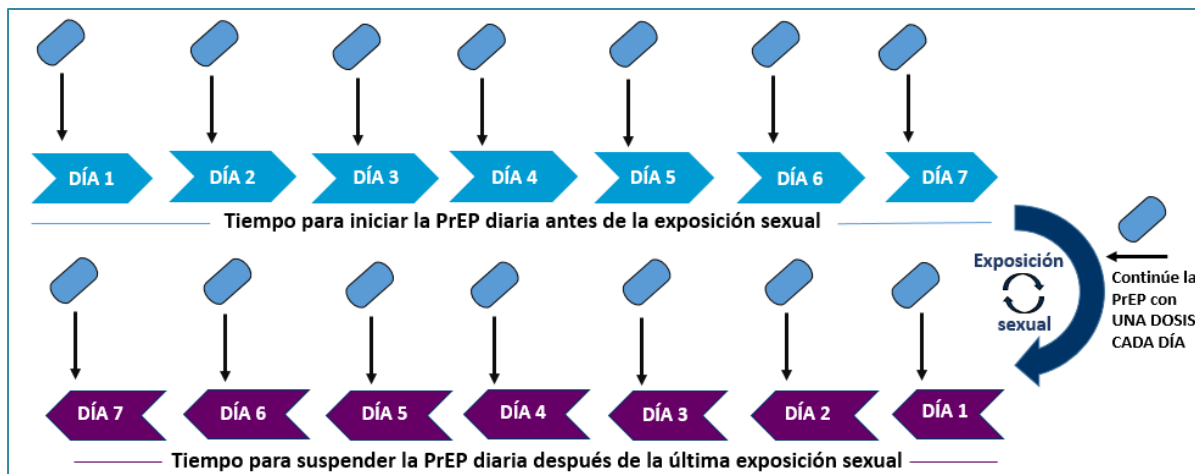 DÍA 1
DÍA 2
DÍA 3
DÍA 4
DÍA 5
DÍA 6
DÍA 7
Tiempo para iniciar la PrEP diaria antes de la exposición sexual
Exposición
sexual
Continúe la
PrEP con
UNA DOSIS
CADA DÍA
DÍA 7
DÍA 6
DÍA 5
DÍA 4
DÍA 3
DÍA 2
DÍA 1
Tiempo para suspender la PrEP diaria después de la última exposición sexual